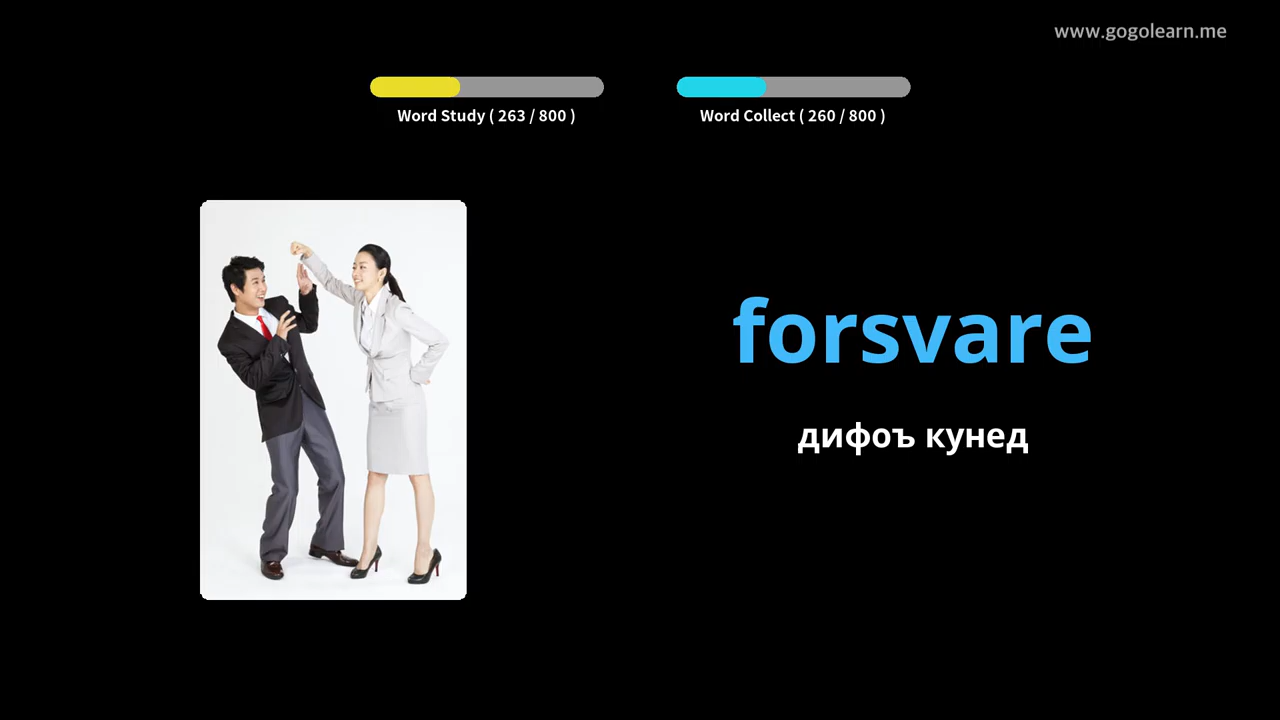 www.gogolearn.me
Word Study ( 263 / 800 )
Word Collect ( 260 / 800 )
forsvare
дифоъ кунед